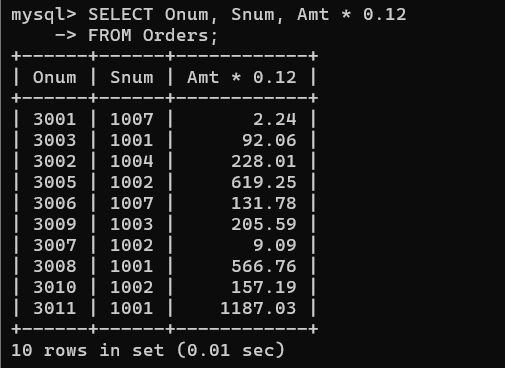 mysql> SELECT Onum, Snum, Amt * 0.12
    -> FROM Orders;
+------+------+------------+
| Onum | Snum | Amt * 0.12 |
+------+------+------------+
| 3001 | 1007 |       2.24 |
| 3003 | 1001 |      92.06 |
| 3002 | 1004 |     228.01 |
| 3005 | 1002 |     619.25 |
| 3006 | 1007 |     131.78 |
| 3009 | 1003 |     205.59 |
| 3007 | 1002 |       9.09 |
| 3008 | 1001 |     566.76 |
| 3010 | 1002 |     157.19 |
| 3011 | 1001 |    1187.03 |
+------+------+------------+
10 rows in set (0.01 sec)